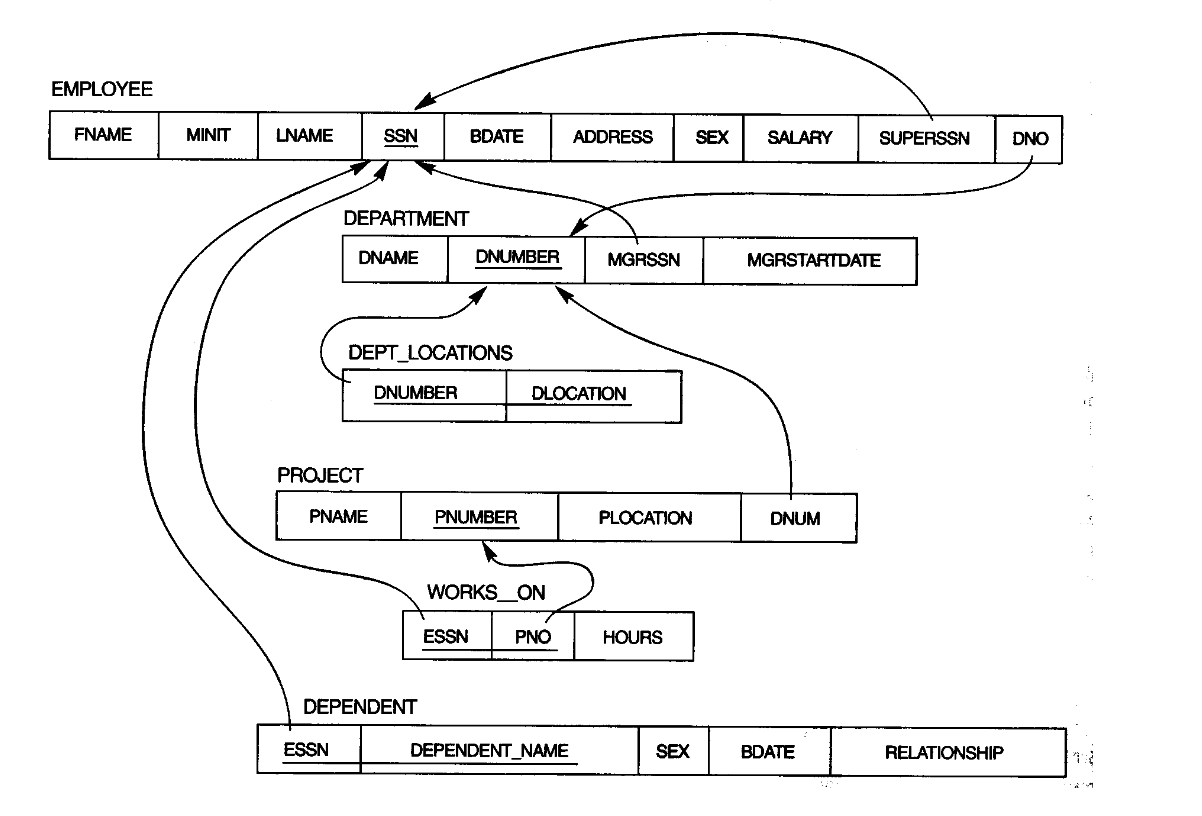 EMPLOYEE
FNAME MINIT LNAME SSN BDATE ADDRESS SEX SALARY SUPERSSN DNO
DEPARTMENT
DNAME DNUMBER MGRSSN MGRSTARTDATE
DEPT_LOCATIONS
DNUMBER DLOCATION
PROJECT
PNAME PNUMBER PLOCATION DNUM
WORKS__ON
ESSN PNO HOURS
DEPENDENT
ESSN DEPENDENT_NAME SEX BDATE RELATIONSHIP